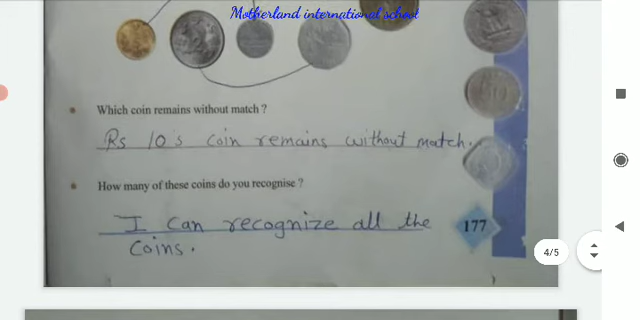 Motherland international school
Which coin remains without match ?
Rs 10's coin remains without match.
How many of these coins do you recognise ?
I can recognize all the
coins.
177
4/5